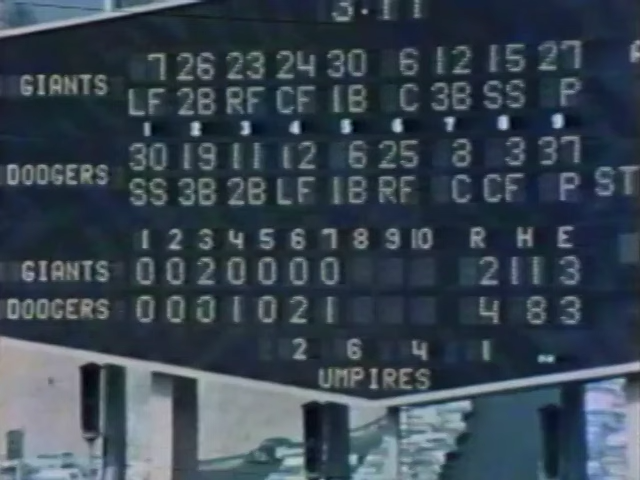 3:11
GIANTS 7 26 23 24 30 6 12 15 27
LF 2B RF CF 1B C 3B SS P
1 2 3 4 5 6 7 8 9
DODGERS 30 19 11 12 6 25 8 3 37
SS 3B 2B LF 1B RF C CF P ST
1 2 3 4 5 6 7 8 9 10 R H E
GIANTS 0 0 2 0 0 0 0 2 11 3
DODGERS 0 0 0 1 0 2 1 4 8 3
2 6 4 1
UMPIRES